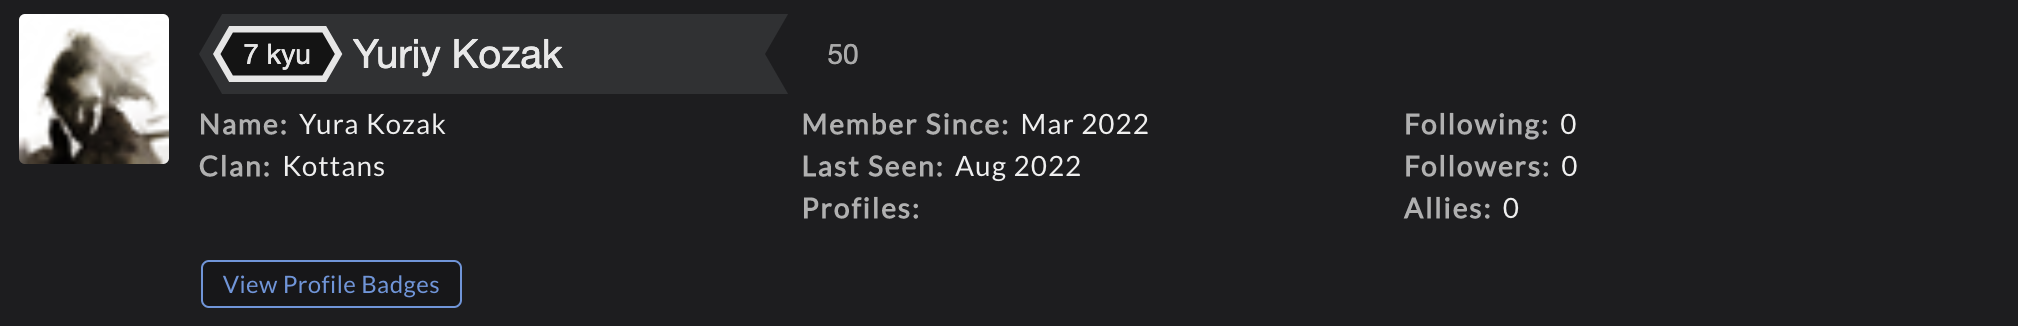 7 kyu Yuriy Kozak 50
Name: Yura Kozak
Clan: Kottans
Member Since: Mar 2022
Last Seen: Aug 2022
Profiles:
Following: 0
Followers: 0
Allies: 0
View Profile Badges